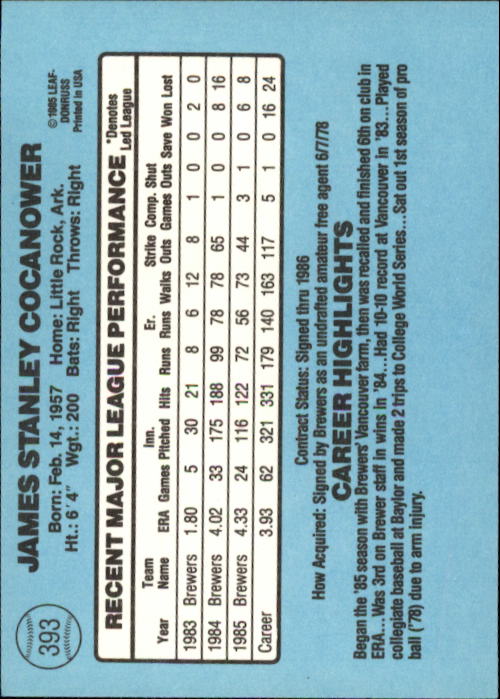 393
JAMES STANLEY COCANOWER
Born: Feb. 14, 1957 Home: Little Rock, Ark.
Ht.: 6'4" Wgt.: 200 Bats: Right Throws: Right
© 1985 LEAF-
DONRUSS
Printed in USA
RECENT MAJOR LEAGUE PERFORMANCE
*Denotes
Led League
Team Inn. Er. Strike Comp. Shut
Year Name ERA Games Pitched Hits Runs Runs Walks Outs Games Outs Save Won Lost
1983 Brewers 1.80 5 30 21 8 6 12 8 1 0 0 2 0
1984 Brewers 4.02 33 175 188 99 78 78 65 1 0 0 8 16
1985 Brewers 4.33 24 116 122 72 56 73 44 3 1 0 6 8
Career 3.93 62 321 331 179 140 163 117 5 1 0 16 24
Contract Status: Signed thru 1986
How Acquired: Signed by Brewers as an undrafted amateur free agent 6/7/78
CAREER HIGHLIGHTS
Began the '85 season with Brewers' Vancouver farm, then was recalled and finished 6th on club in
ERA...Was 3rd on Brewer staff in wins in '84...Had 10-10 record at Vancouver in '83...Played
collegiate baseball at Baylor and made 2 trips to College World Series...Sat out 1st season of pro
ball ('78) due to arm injury.